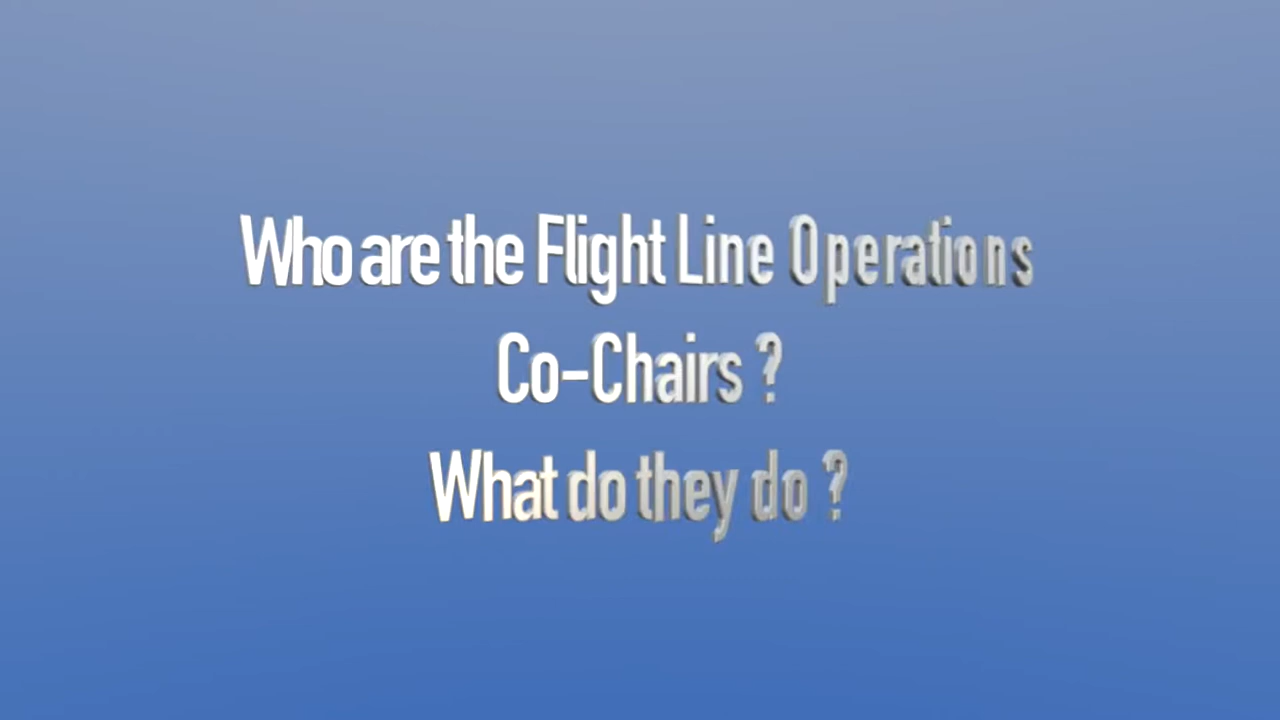 Who are the Flight Line Operations
Co-Chairs ?
What do they do ?